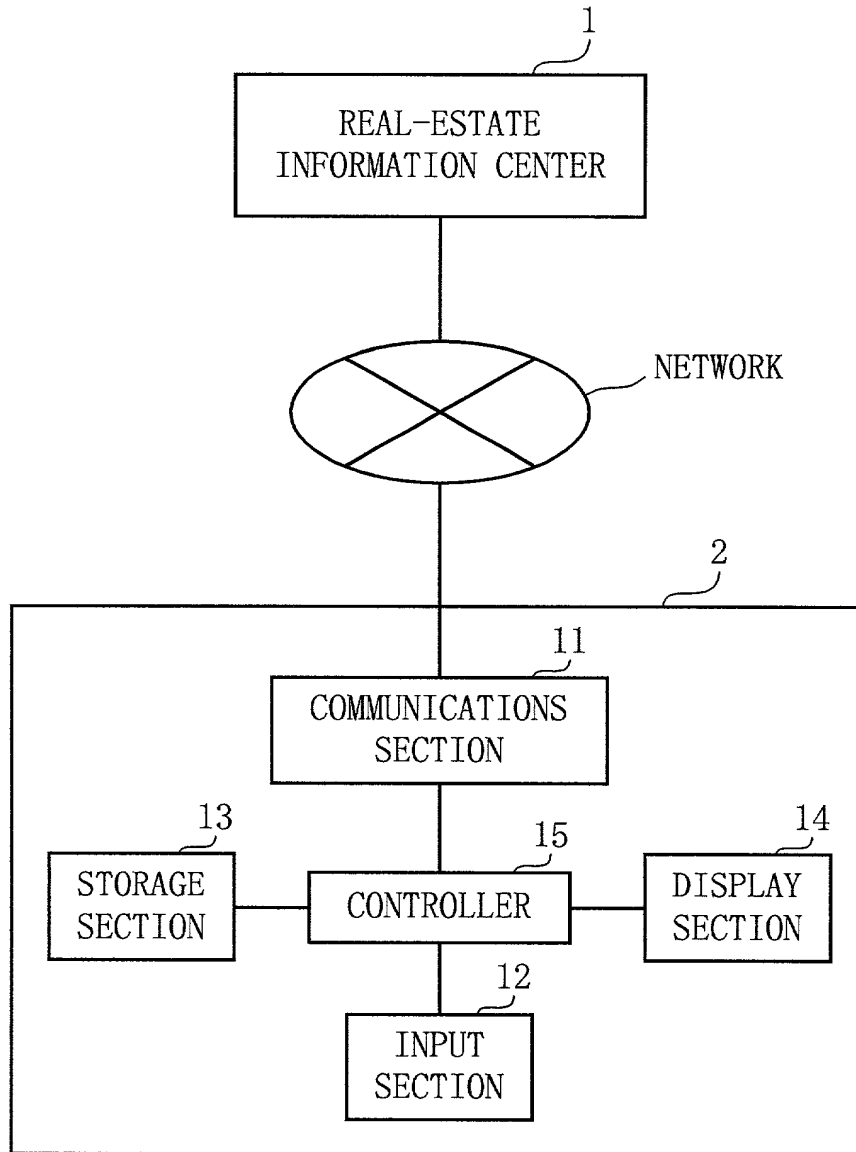 1
REAL-ESTATE
INFORMATION CENTER
NETWORK
2
11
COMMUNICATIONS
SECTION
13
STORAGE
SECTION
15
CONTROLLER
14
DISPLAY
SECTION
12
INPUT
SECTION